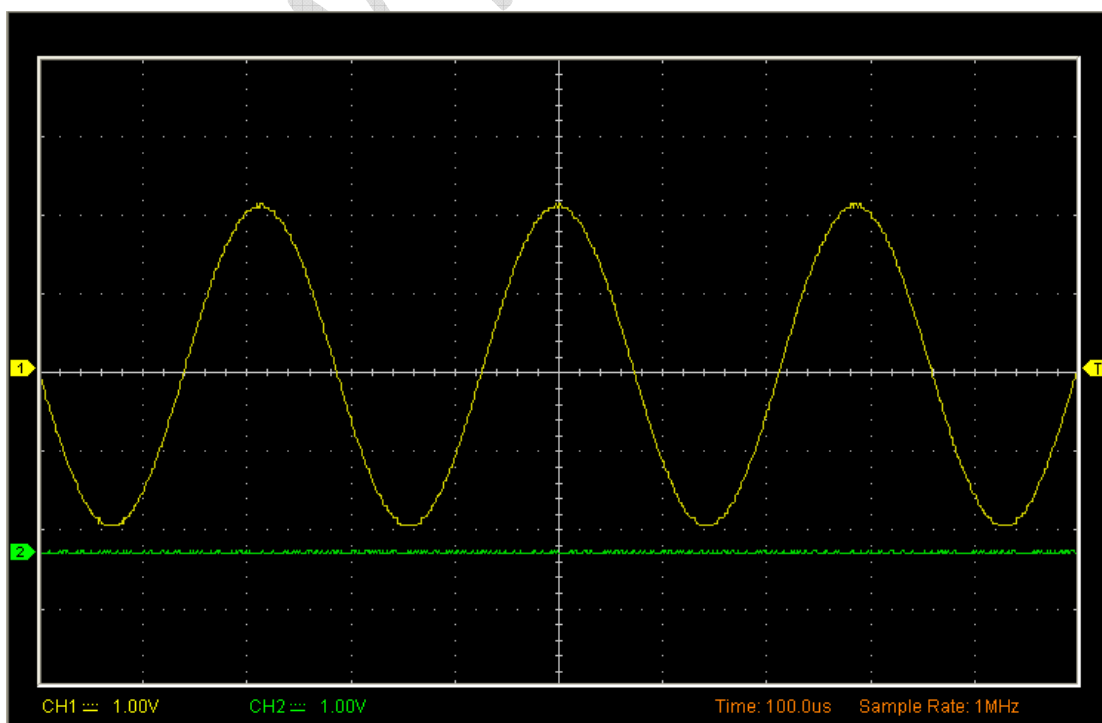 1
T
2
CH1 ⎓ 1.00V
CH2 ⎓ 1.00V
Time: 100.0us
Sample Rate: 1MHz